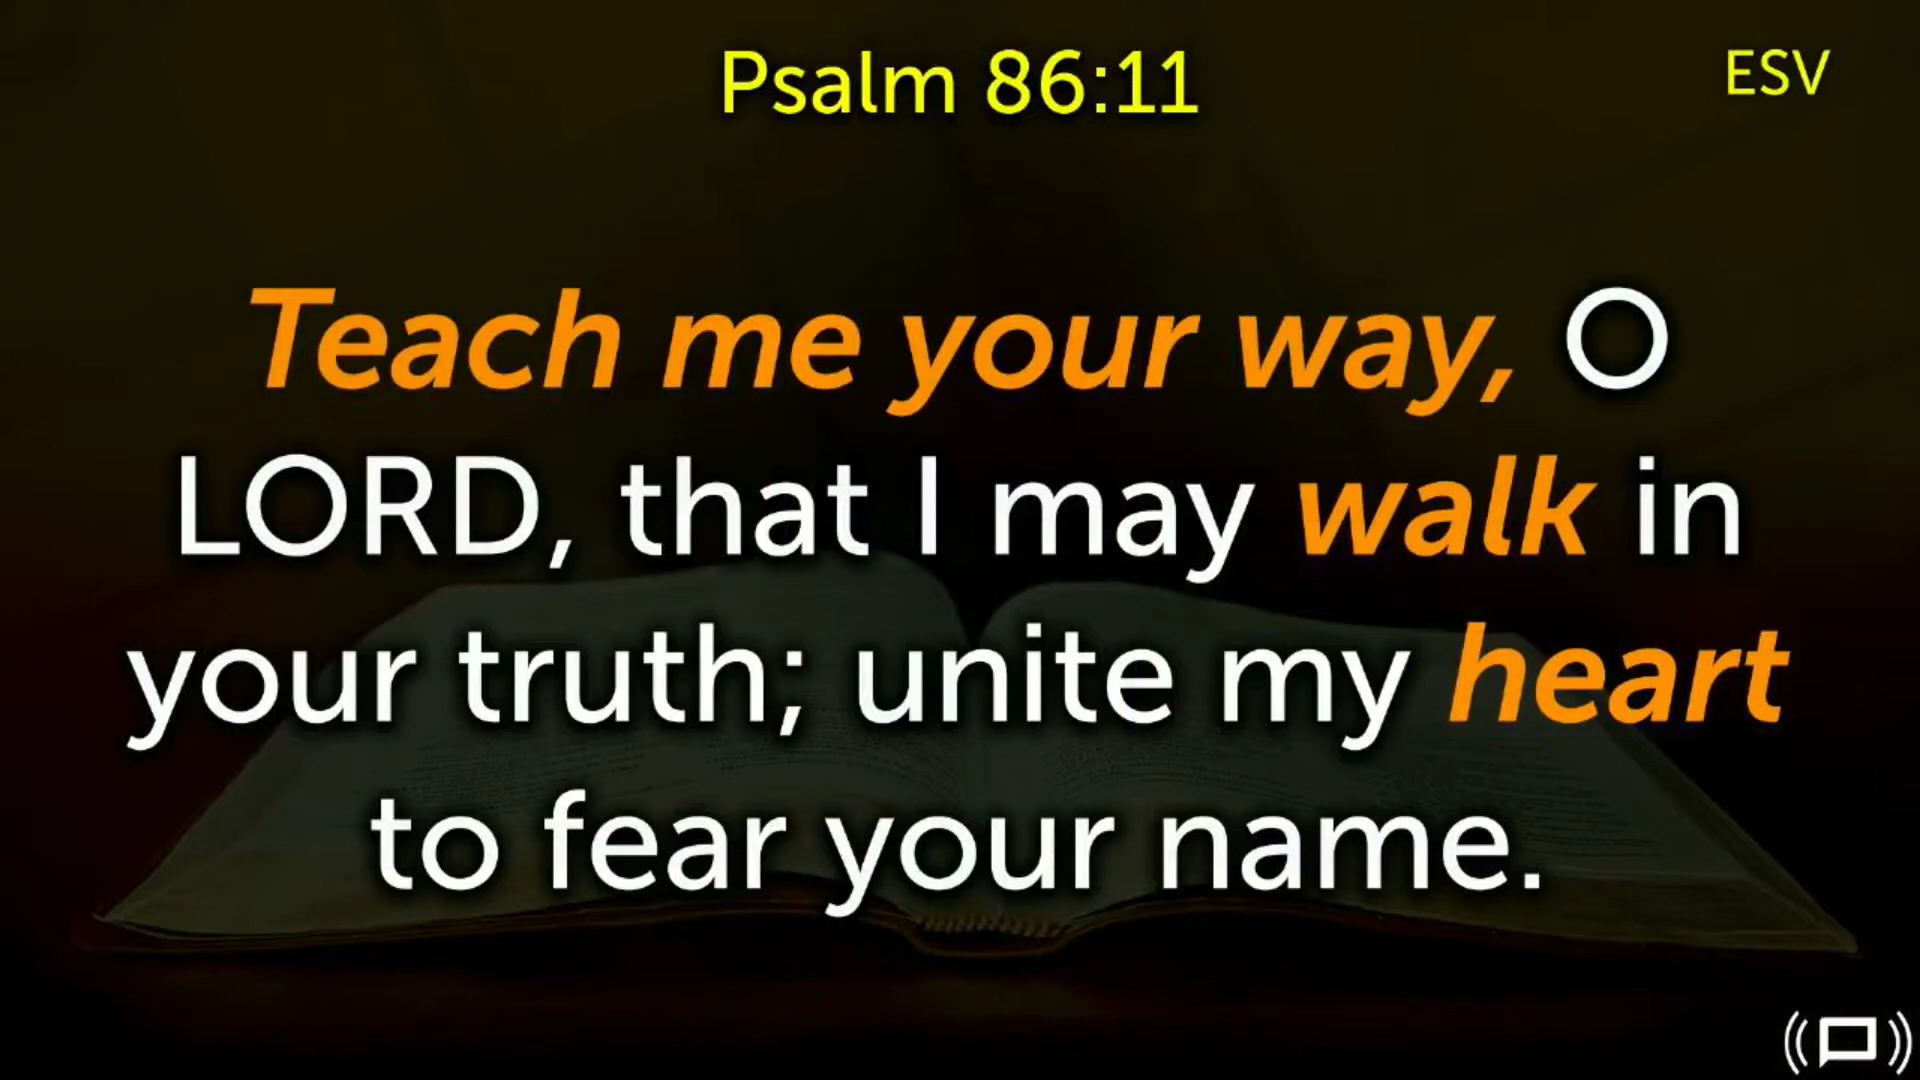 Psalm 86:11
ESV
Teach me your way, O
LORD, that I may walk in
your truth; unite my heart
to fear your name.